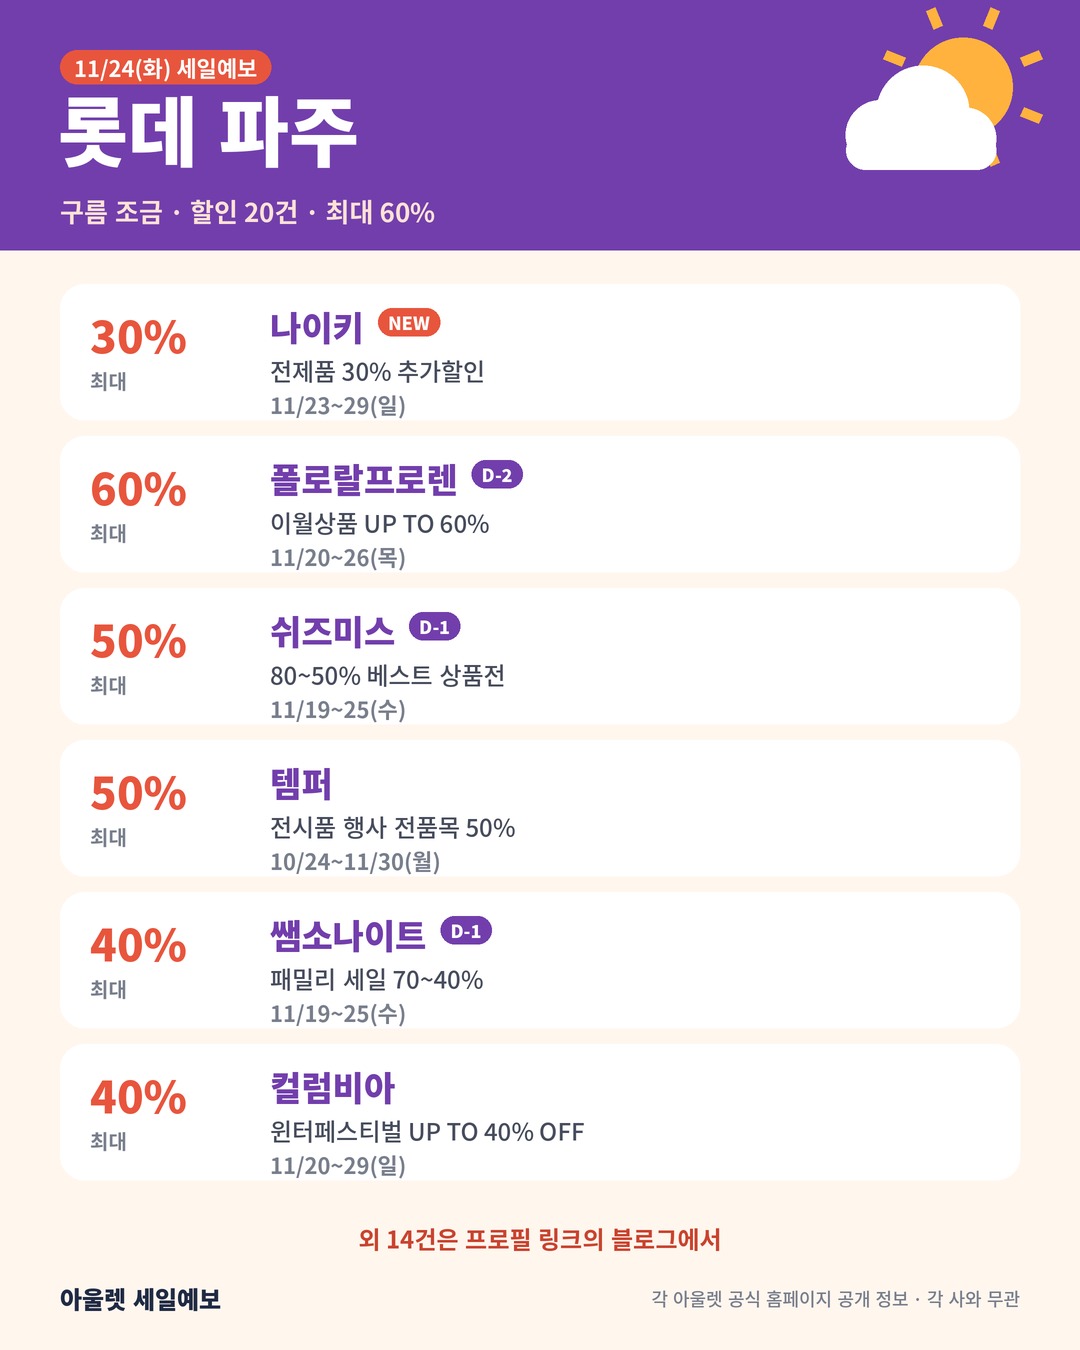 11/24(화) 세일예보
롯데 파주
구름 조금 · 할인 20건 · 최대 60%
30%
최대
나이키 NEW
전제품 30% 추가할인
11/23~29(일)
60%
최대
폴로랄프로렌 D-2
이월상품 UP TO 60%
11/20~26(목)
50%
최대
쉬즈미스 D-1
80~50% 베스트 상품전
11/19~25(수)
50%
최대
템퍼
전시품 행사 전품목 50%
10/24~11/30(월)
40%
최대
쌤소나이트 D-1
패밀리 세일 70~40%
11/19~25(수)
40%
최대
컬럼비아
윈터페스티벌 UP TO 40% OFF
11/20~29(일)
외 14건은 프로필 링크의 블로그에서
아울렛 세일예보
각 아울렛 공식 홈페이지 공개 정보 · 각 사와 무관